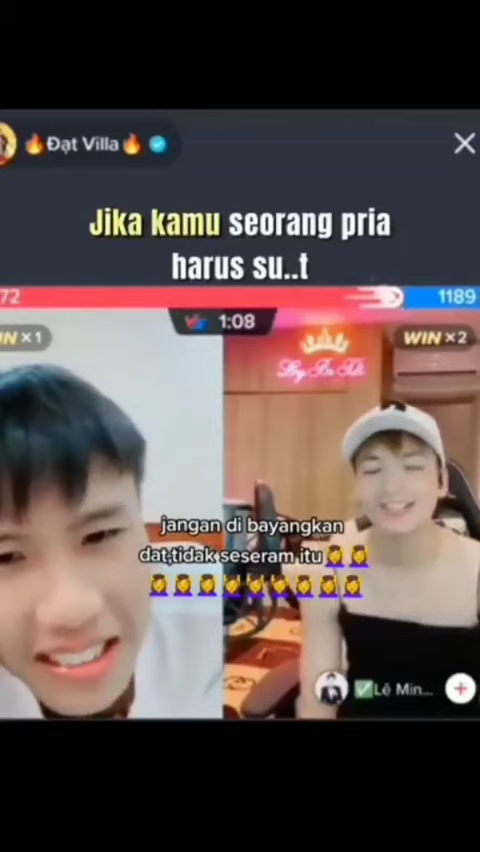 🔥Đạt Villa🔥
Jika kamu seorang pria
harus su..t
72
1189
1:08
WIN ×1
WIN ×2
jangan di bayangkan
dat,tidak seseram itu🙆‍♀️🙆‍♀️
🙆‍♀️🙆‍♀️🙆‍♀️🙆‍♀️🙆‍♀️🙆‍♀️🙆‍♀️🙆‍♀️🙆‍♀️
✅Lê Min...